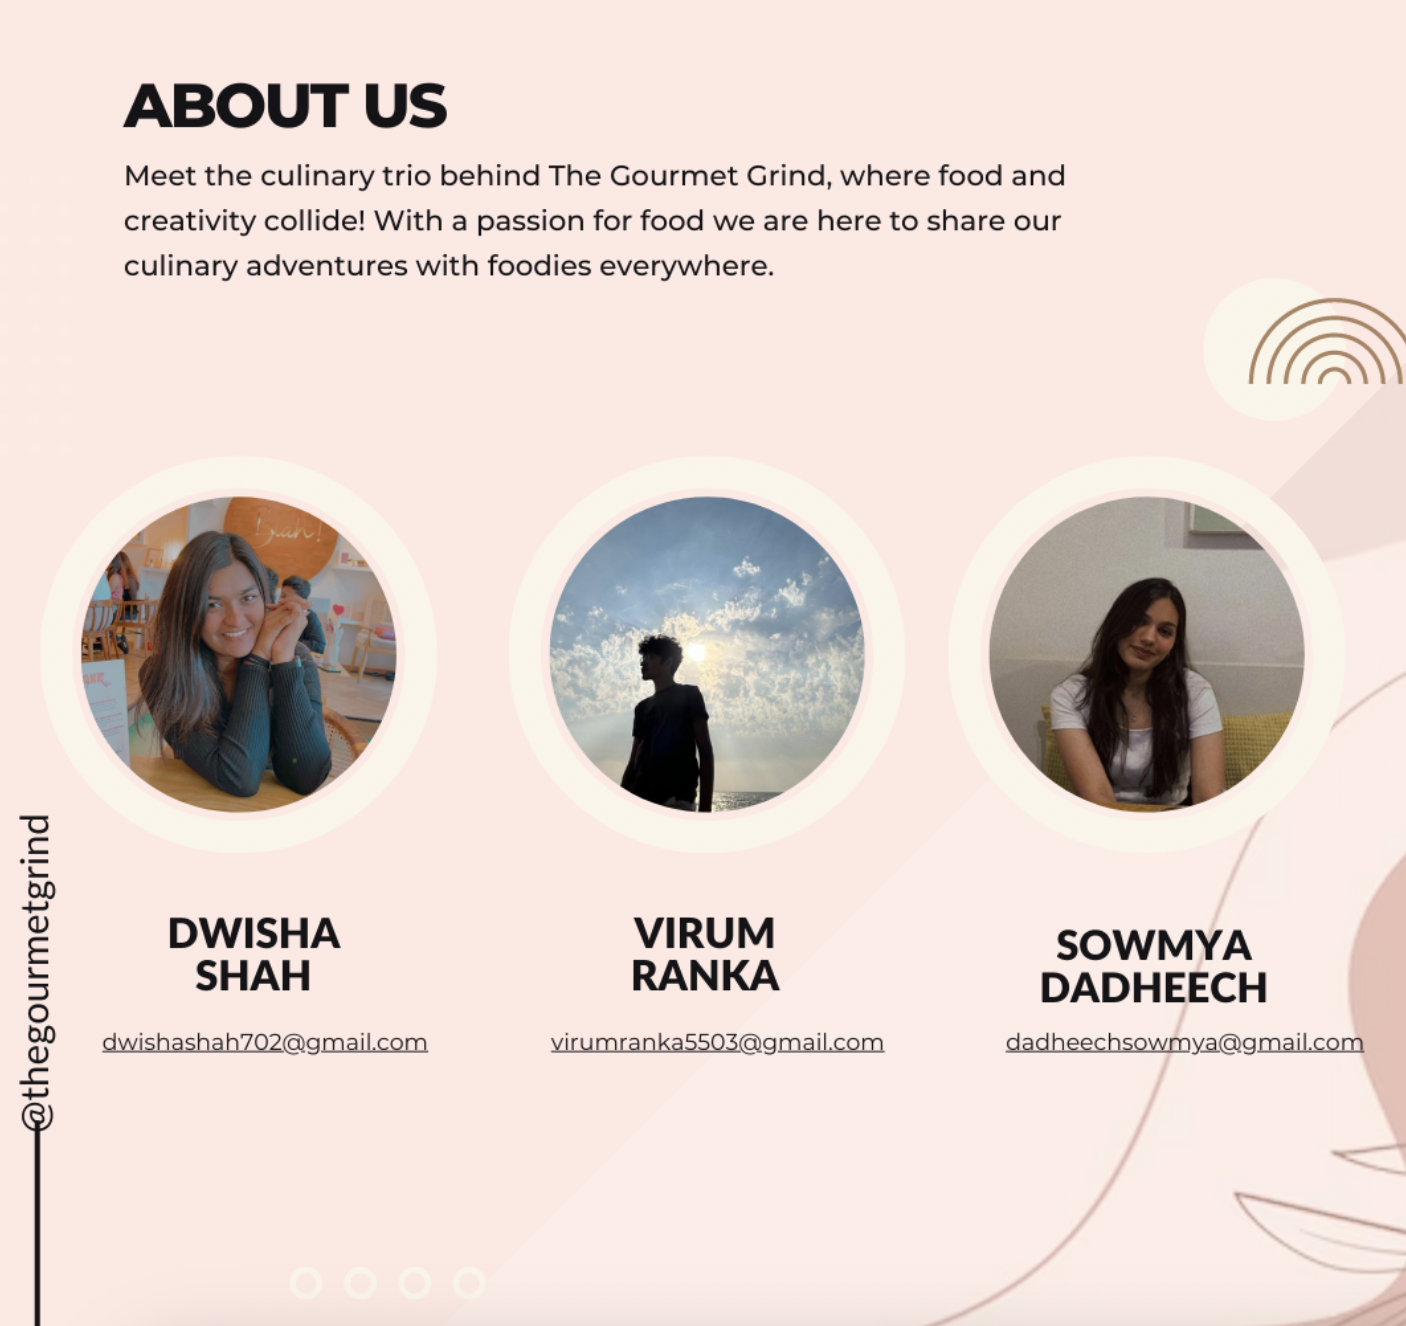 ABOUT US
Meet the culinary trio behind The Gourmet Grind, where food and
creativity collide! With a passion for food we are here to share our
culinary adventures with foodies everywhere.
DWISHA
SHAH
dwishashah702@gmail.com
VIRUM
RANKA
virumranka5503@gmail.com
SOWMYA
DADHEECH
dadheechsowmya@gmail.com
@thegourmetgrind